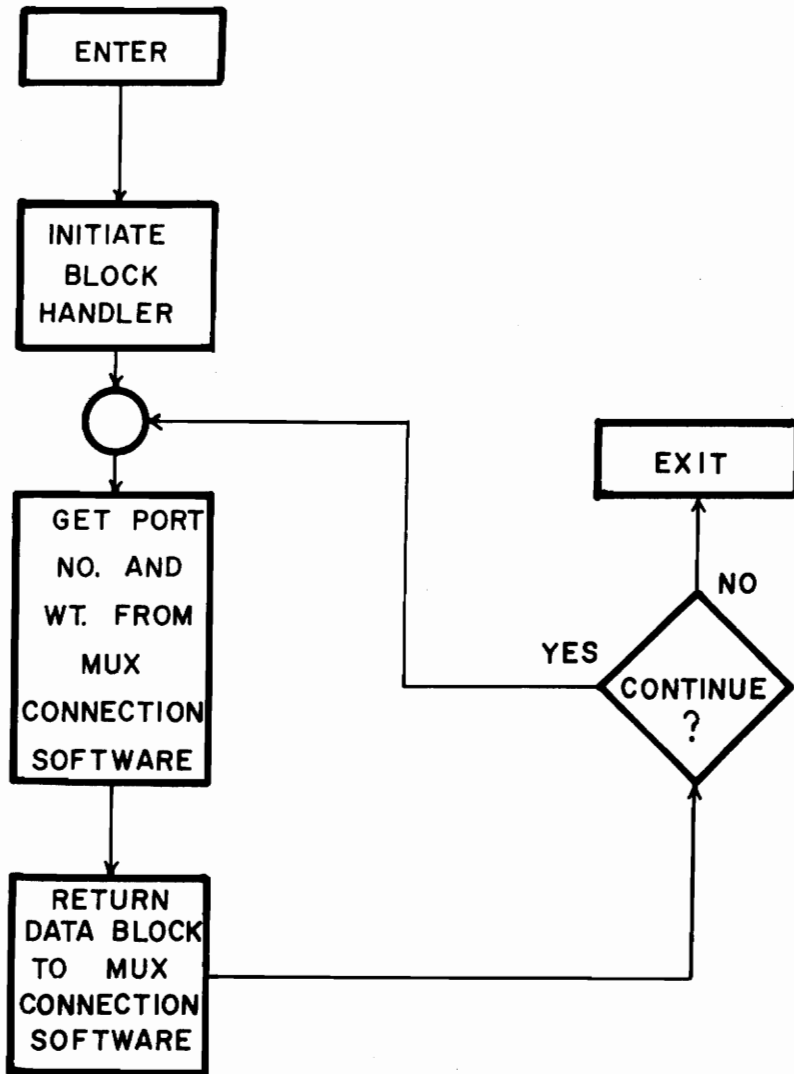 ENTER
INITIATE
BLOCK
HANDLER
GET PORT
NO. AND
WT. FROM
MUX
CONNECTION
SOFTWARE
RETURN
DATA BLOCK
TO MUX
CONNECTION
SOFTWARE
EXIT
NO
YES
CONTINUE
?